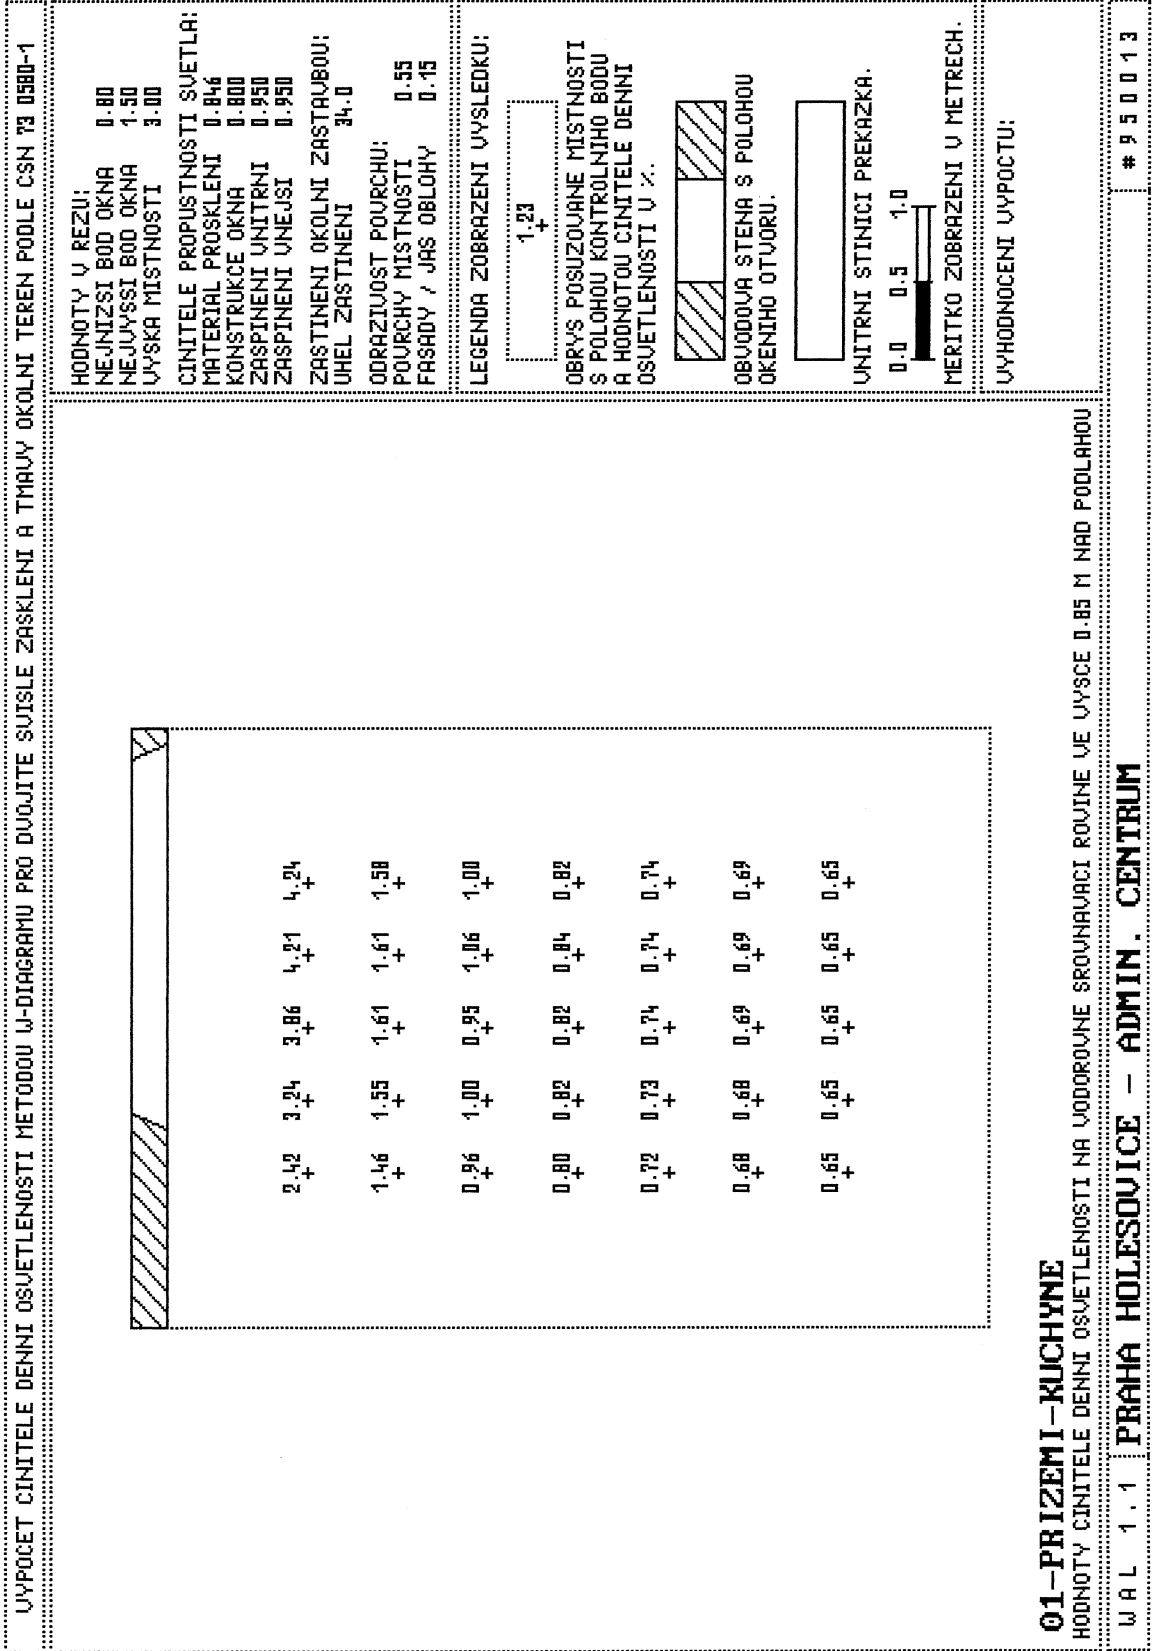 VYPOCET CINITELE DENNI OSVETLENOSTI METODOU W-DIAGRAMU PRO DVOJITE SVISLE ZASKLENI A TMAVY OKOLNI TEREN PODLE CSN 73 0580-1
2.42 3.24 3.86 4.21 4.24
1.46 1.55 1.61 1.61 1.58
0.96 1.00 0.95 1.06 1.00
0.80 0.82 0.82 0.84 0.82
0.72 0.73 0.74 0.74 0.74
0.68 0.68 0.69 0.69 0.69
0.65 0.65 0.65 0.65 0.65
01-PRIZEMI-KUCHYNE
HODNOTY CINITELE DENNI OSVETLENOSTI NA VODOROVNE SROVNAVACI ROVINE VE VYSCE 0.85 M NAD PODLAHOU
HODNOTY V REZU:
NEJNIZSI BOD OKNA 0.80
NEJVYSSI BOD OKNA 1.50
VYSKA MISTNOSTI 3.00
CINITELE PROPUSTNOSTI SVETLA:
MATERIAL PROSKLENI 0.846
KONSTRUKCE OKNA 0.800
ZASPINENI VNITRNI 0.950
ZASPINENI VNEJSI 0.950
ZASTINENI OKOLNI ZASTAVBOU:
UHEL ZASTINENI 34.0
ODRAZIVOST POVRCHU:
POVRCHY MISTNOSTI 0.55
FASADY / JAS OBLOHY 0.15
LEGENDA ZOBRAZENI VYSLEDKU:
1.23
OBRYS POSUZOVANE MISTNOSTI
S POLOHOU KONTROLNIHO BODU
A HODNOTOU CINITELE DENNI
OSVETLENOSTI V %.
OBVODOVA STENA S POLOHOU
OKENIHO OTVORU.
VNITRNI STINICI PREKAZKA.
0.0 0.5 1.0
MERITKO ZOBRAZENI V METRECH.
VYHODNOCENI VYPOCTU:
WAL 1.1 PRAHA HOLESOVICE - ADMIN. CENTRUM #950013